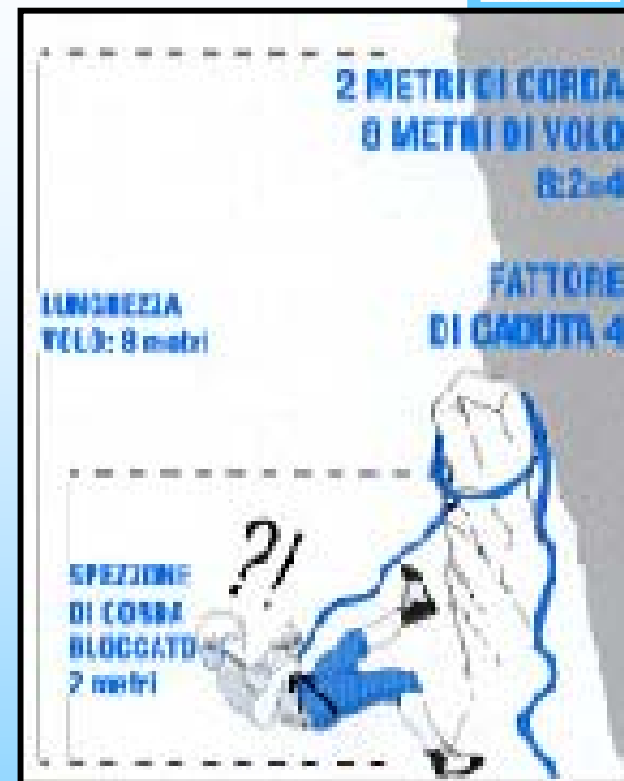 2 METRI DI CORDA
8 METRI DI VOLO
8:2=4
FATTORE
DI CADUTA 4
LUNGHEZZA
VOLO: 8 metri
?!
SPEZZONE
DI CORDA
BLOCCATO
2 metri